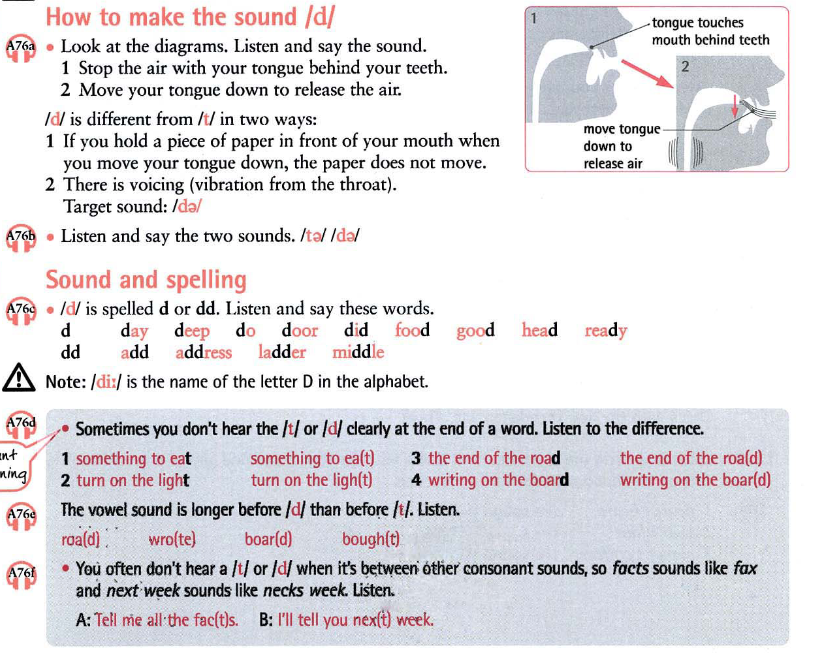 How to make the sound /d/
A76a • Look at the diagrams. Listen and say the sound.
1 Stop the air with your tongue behind your teeth.
2 Move your tongue down to release the air.
/d/ is different from /t/ in two ways:
1 If you hold a piece of paper in front of your mouth when
you move your tongue down, the paper does not move.
2 There is voicing (vibration from the throat).
Target sound: /də/
1
tongue touches
mouth behind teeth
2
move tongue
down to
release air
A76b • Listen and say the two sounds. /tə/ /də/
Sound and spelling
A76c • /d/ is spelled d or dd. Listen and say these words.
d day deep do door did food good head ready
dd add address ladder middle
Note: /diː/ is the name of the letter D in the alphabet.
A76d • Sometimes you don't hear the /t/ or /d/ clearly at the end of a word. Listen to the difference.
1 something to eat something to ea(t) 3 the end of the road the end of the roa(d)
2 turn on the light turn on the ligh(t) 4 writing on the board writing on the boar(d)
A76e The vowel sound is longer before /d/ than before /t/. Listen.
roa(d) wro(te) boar(d) bough(t)
A76f • You often don't hear a /t/ or /d/ when it's between other consonant sounds, so facts sounds like fax
and next week sounds like necks week. Listen.
A: Tell me all the fac(t)s. B: I'll tell you nex(t) week.